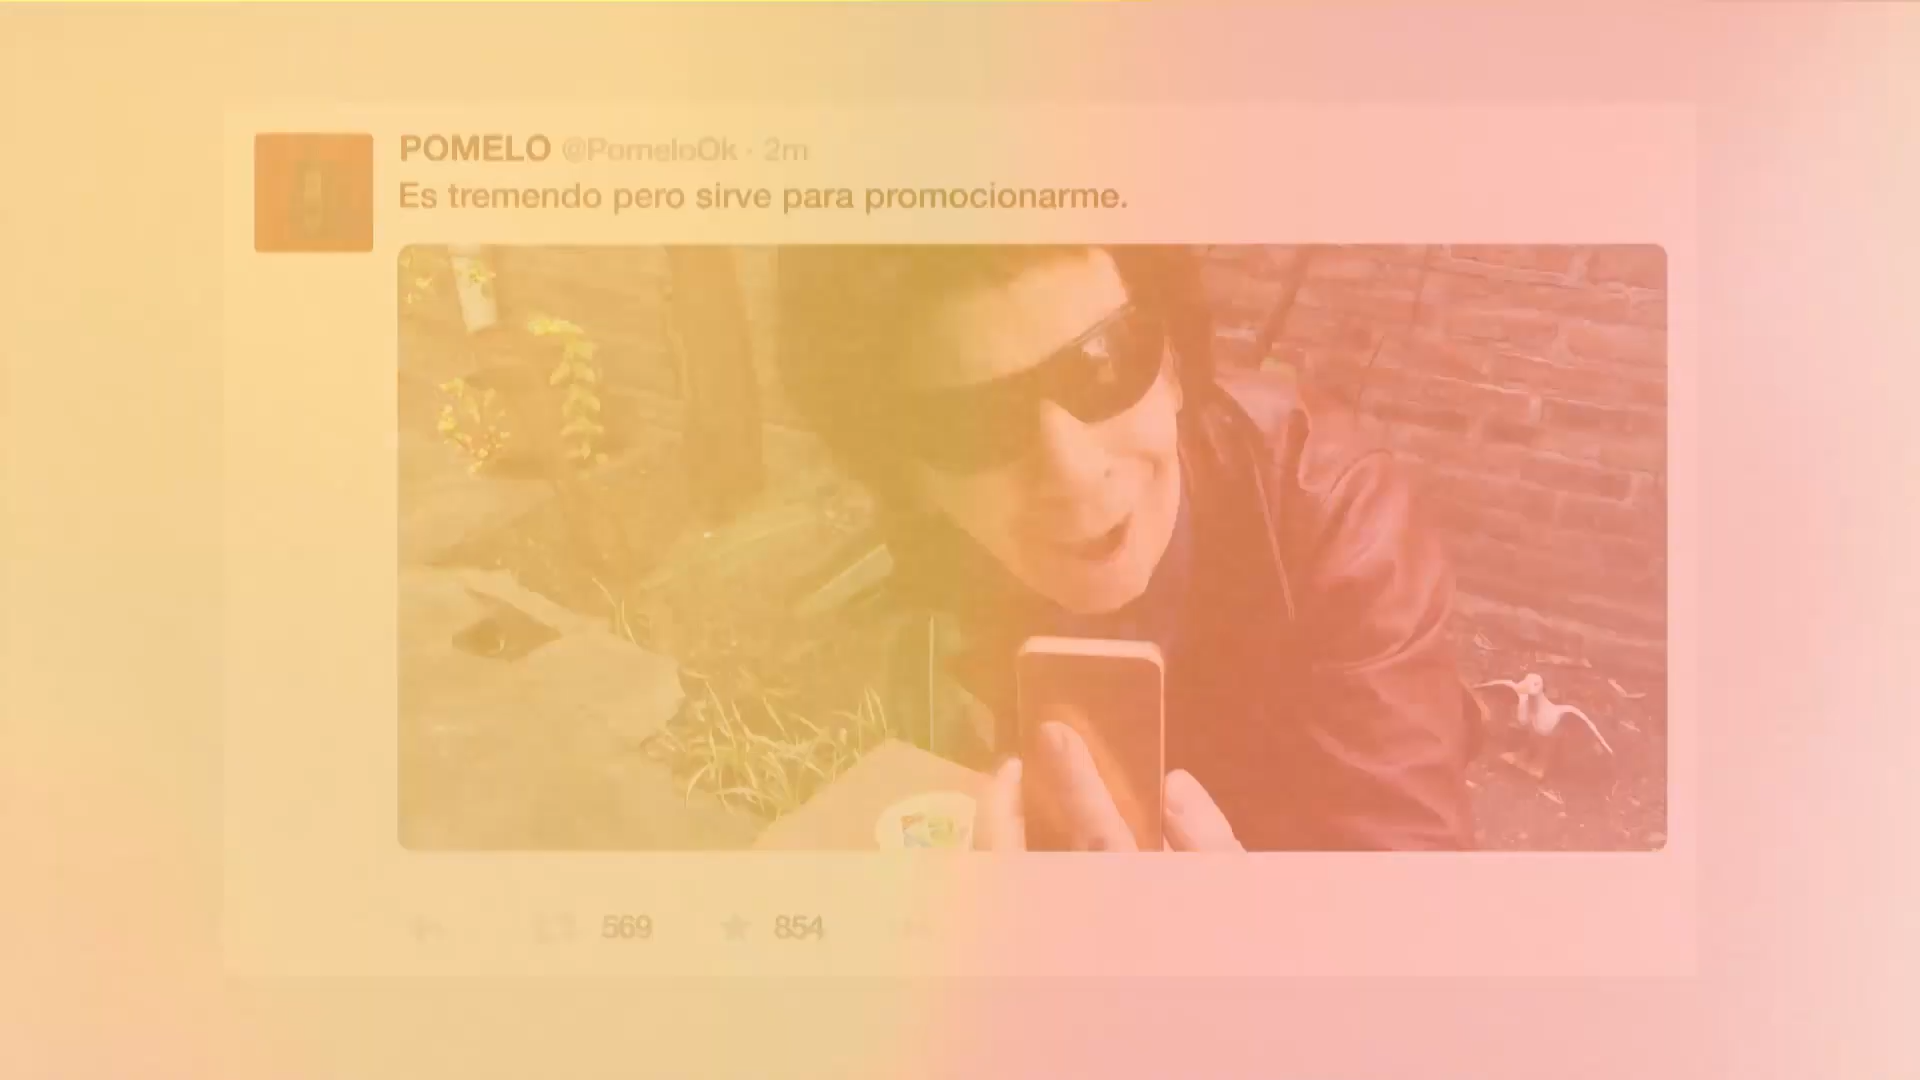 POMELO @PomeloOk · 2m
Es tremendo pero sirve para promocionarme.
569 854